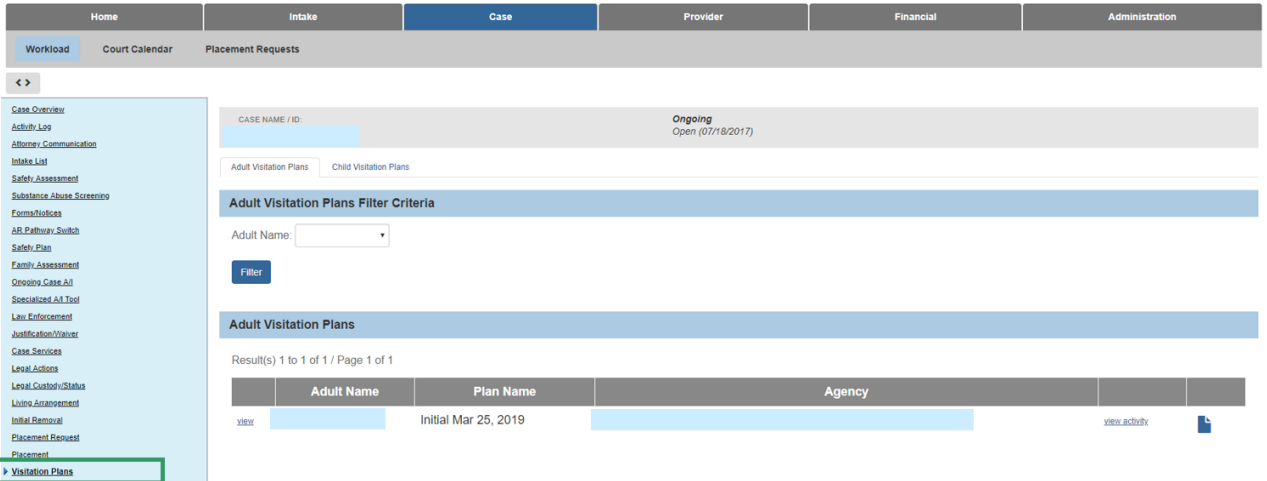 Home Intake Case Provider Financial Administration
Workload Court Calendar Placement Requests
Case Overview
Activity Log
Attorney Communication
Intake List
Safety Assessment
Substance Abuse Screening
Forms/Notices
AR Pathway Switch
Safety Plan
Family Assessment
Ongoing Case A/I
Specialized A/I Tool
Law Enforcement
Justification/Waiver
Case Services
Legal Actions
Legal Custody/Status
Living Arrangement
Initial Removal
Placement Request
Placement
Visitation Plans
CASE NAME / ID:
Ongoing
Open (07/18/2017)
Adult Visitation Plans Child Visitation Plans
Adult Visitation Plans Filter Criteria
Adult Name:
Filter
Adult Visitation Plans
Result(s) 1 to 1 of 1 / Page 1 of 1
Adult Name Plan Name Agency
view Initial Mar 25, 2019 view activity